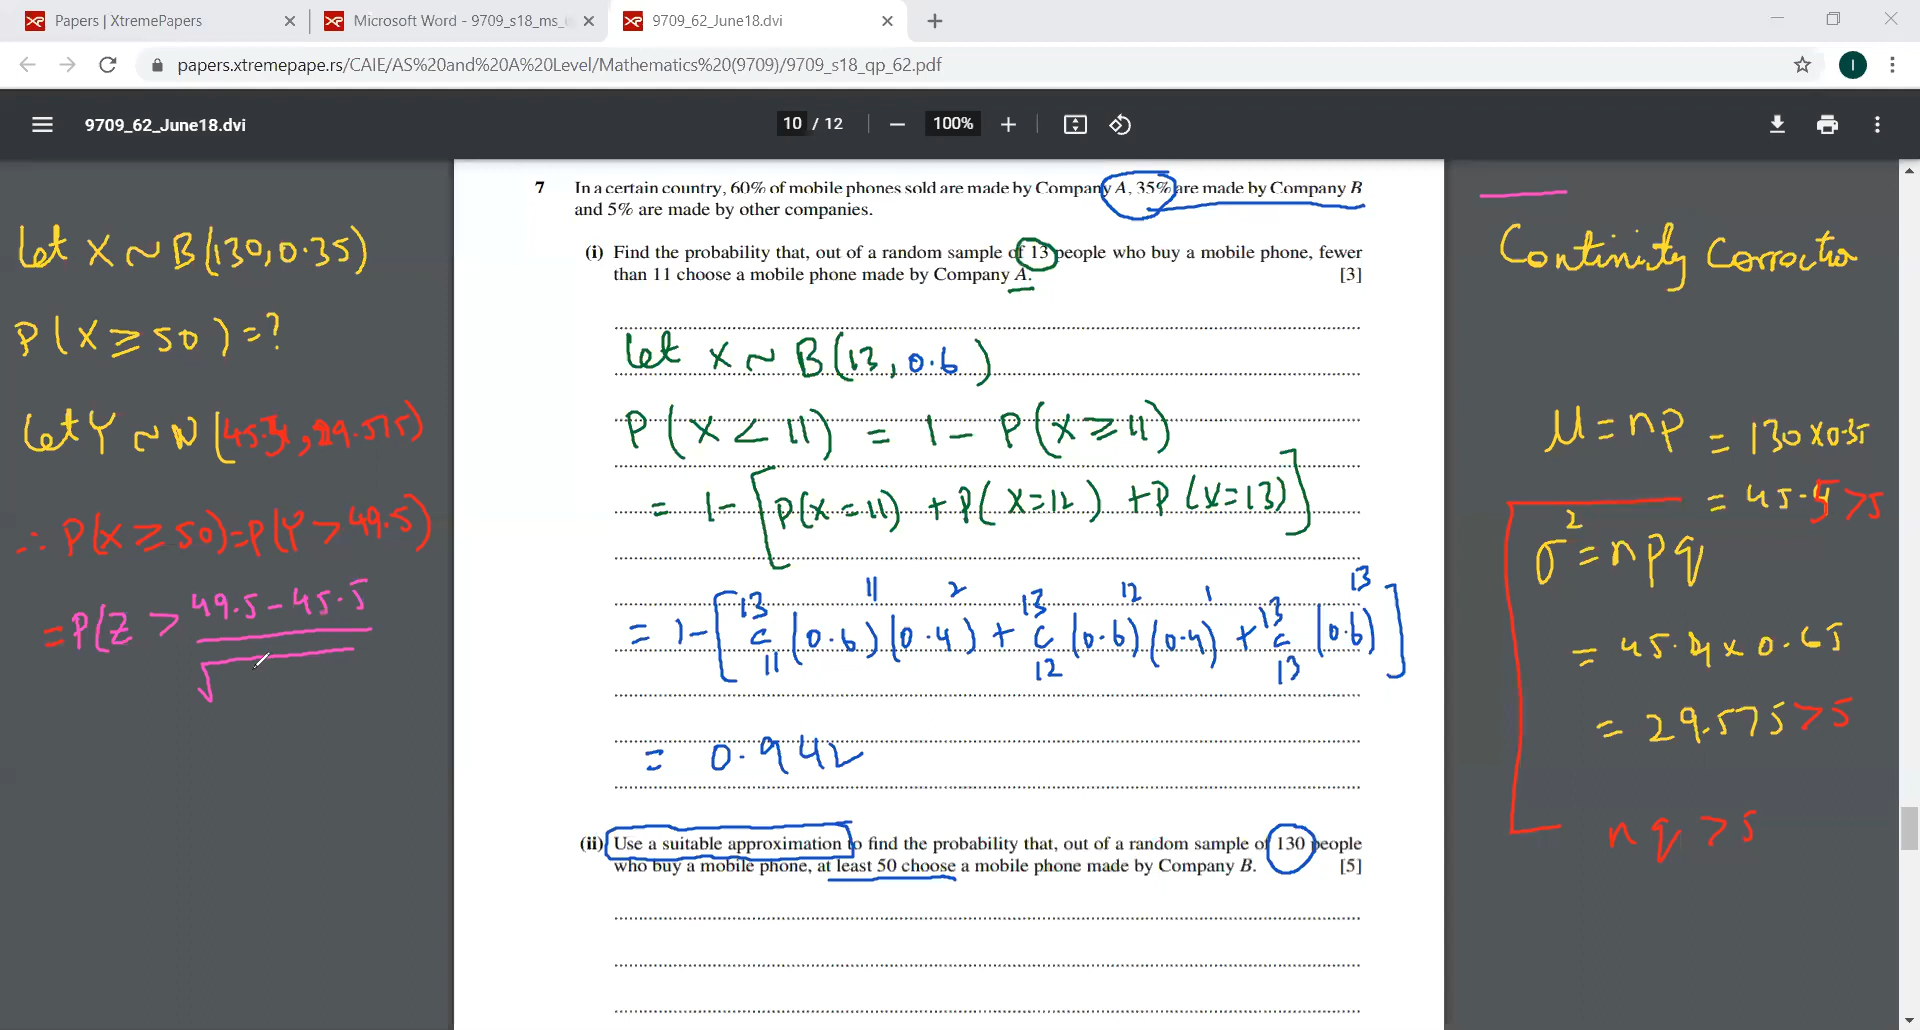 Papers | XtremePapers
Microsoft Word - 9709_s18_ms_
9709_62_June18.dvi
papers.xtremepape.rs/CAIE/AS%20and%20A%20Level/Mathematics%20(9709)/9709_s18_qp_62.pdf
I
9709_62_June18.dvi
10 / 12
100%
7 In a certain country, 60% of mobile phones sold are made by Company A, 35% are made by Company B
and 5% are made by other companies.
(i) Find the probability that, out of a random sample of 13 people who buy a mobile phone, fewer
than 11 choose a mobile phone made by Company A. [3]
let X ~ B(13, 0.6)
P(X < 11) = 1 - P(X ≥ 11)
= 1 - [P(X = 11) + P(X = 12) + P(X = 13)]
= 1 - [13C11 (0.6)^11 (0.4)^2 + 13C12 (0.6)^12 (0.4)^1 + 13C13 (0.6)^13]
= 0.942
(ii) Use a suitable approximation to find the probability that, out of a random sample of 130 people
who buy a mobile phone, at least 50 choose a mobile phone made by Company B. [5]
let X ~ B(130, 0.35)
P(X ≥ 50) = ?
let Y ~ N(45.5, 29.575)
∴ P(X ≥ 50) = P(Y > 49.5)
= P(Z > 49.5 - 45.5
√
Continuity Correctio
μ = np = 130 × 0.35
= 45.5 > 5
σ² = npq
= 45.5 × 0.65
= 29.575 > 5
nq > 5